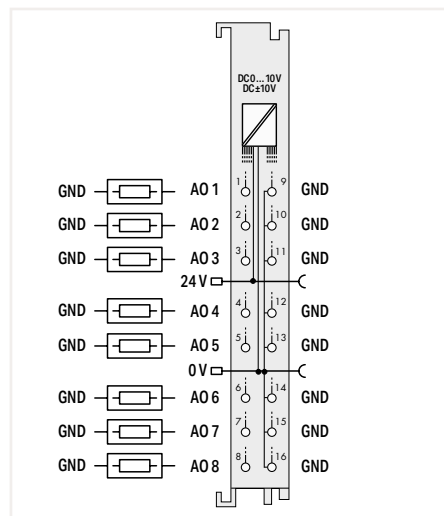 DC0...10V
DC±10V
GND AO 1 1 9 GND
GND AO 2 2 10 GND
GND AO 3 3 11 GND
24 V
GND AO 4 4 12 GND
GND AO 5 5 13 GND
0 V
GND AO 6 6 14 GND
GND AO 7 7 15 GND
GND AO 8 8 16 GND